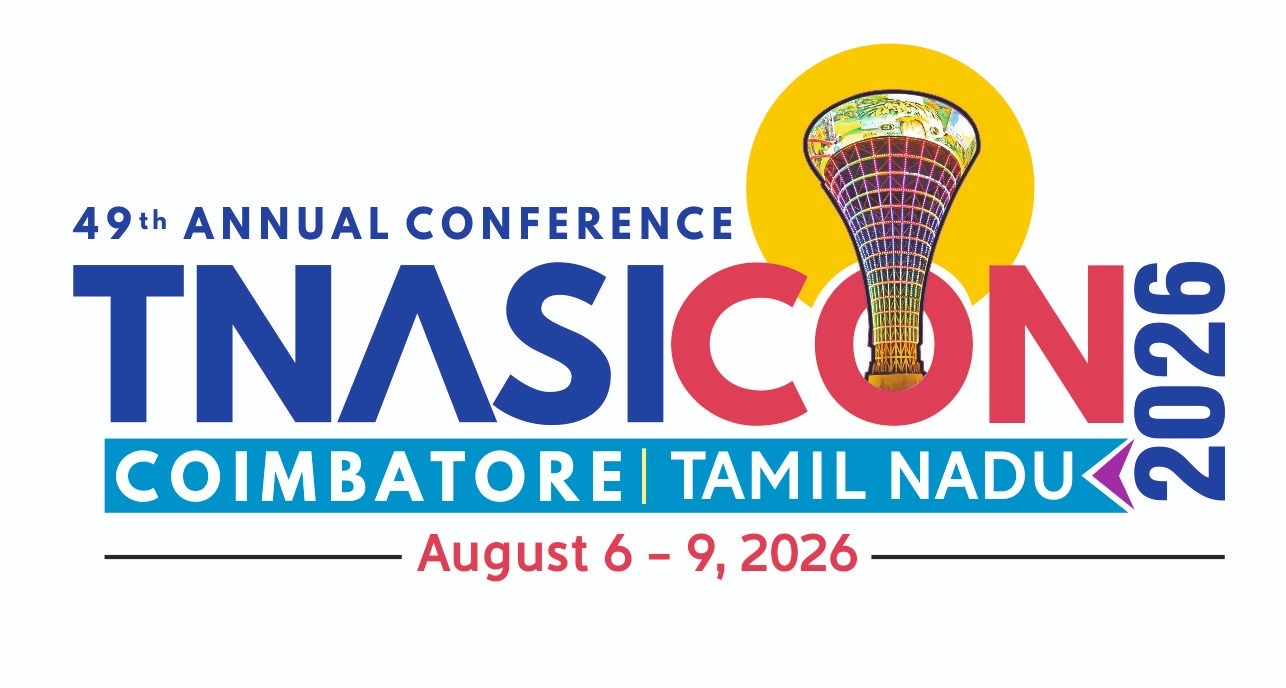 49th ANNUAL CONFERENCE
TNASICON 2026
COIMBATORE | TAMIL NADU
August 6 – 9, 2026